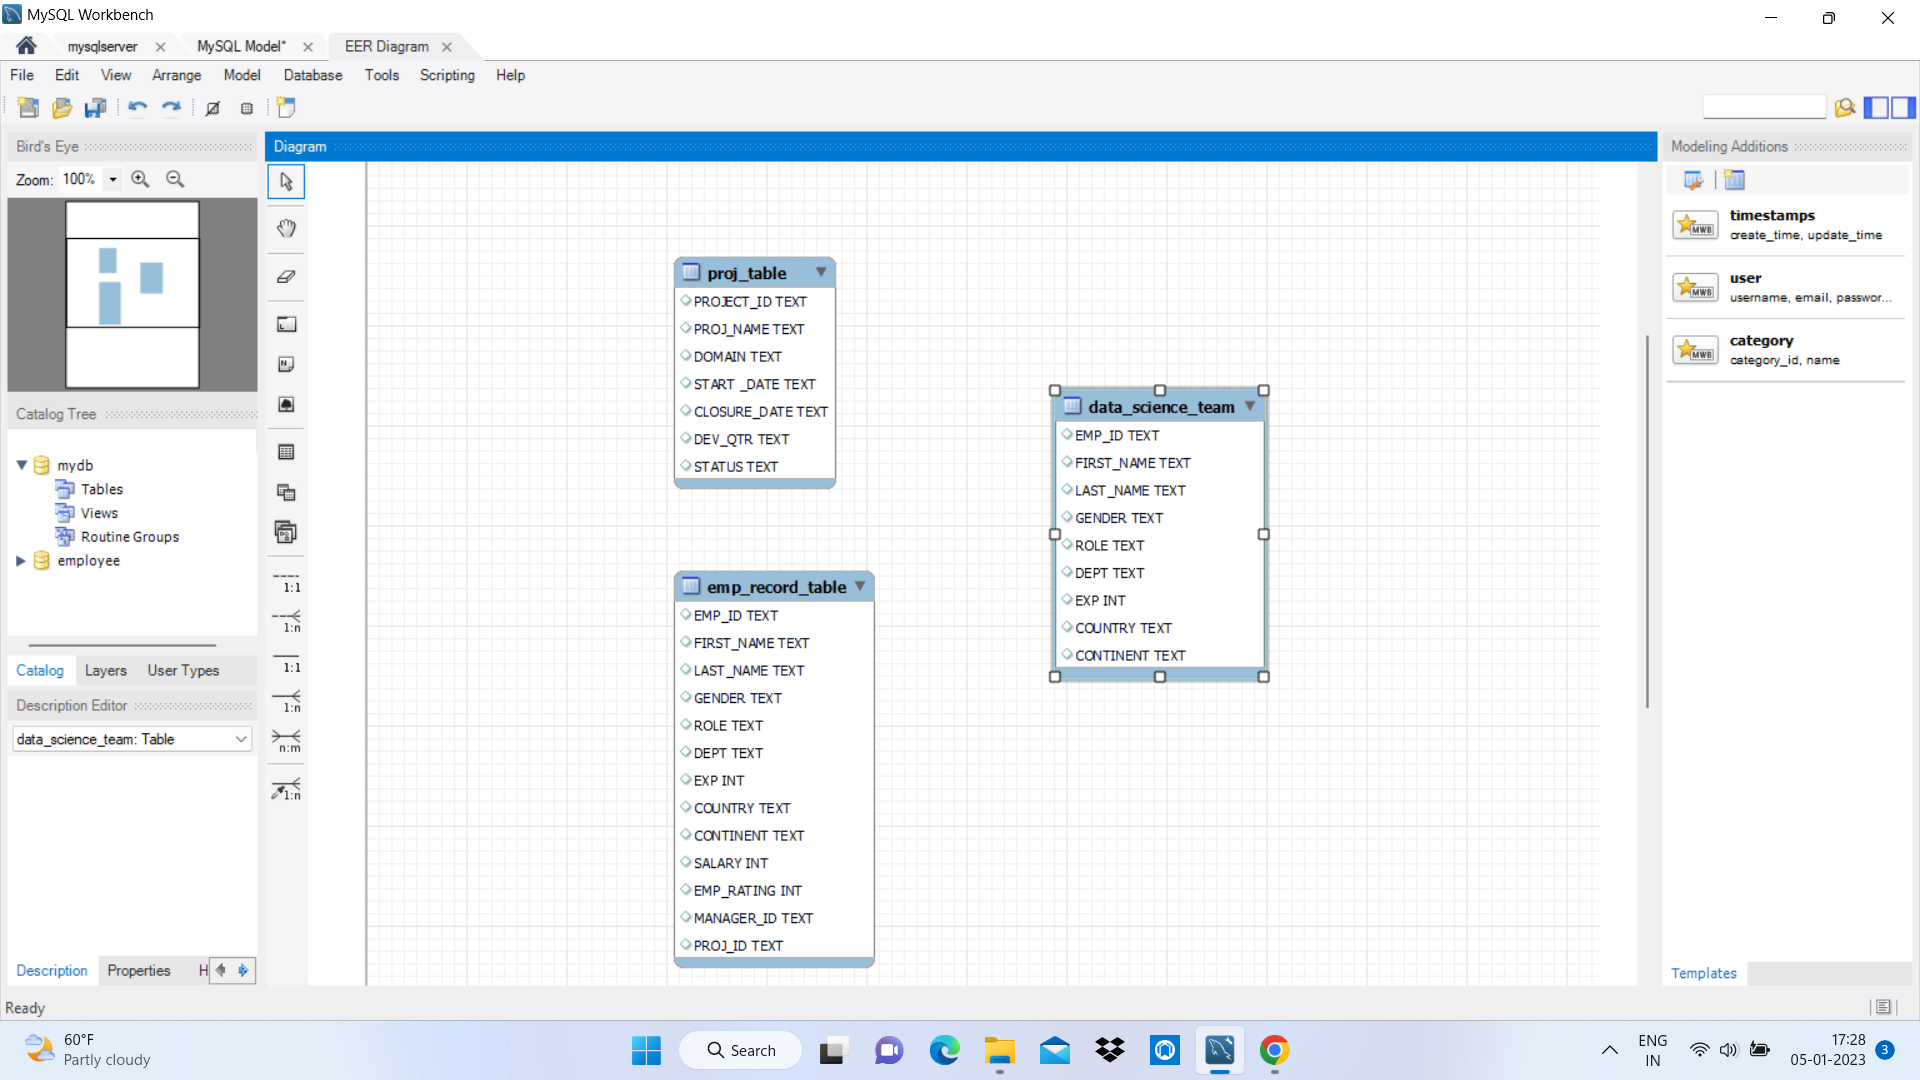 MySQL Workbench
mysqlserver
MySQL Model*
EER Diagram
File Edit View Arrange Model Database Tools Scripting Help
Bird's Eye
Zoom: 100%
Catalog Tree
mydb
Tables
Views
Routine Groups
employee
Catalog Layers User Types
Description Editor
data_science_team: Table
Description Properties H
Diagram
1:1
1:n
1:1
1:n
n:m
1:n
proj_table
PROJECT_ID TEXT
PROJ_NAME TEXT
DOMAIN TEXT
START _DATE TEXT
CLOSURE_DATE TEXT
DEV_QTR TEXT
STATUS TEXT
emp_record_table
EMP_ID TEXT
FIRST_NAME TEXT
LAST_NAME TEXT
GENDER TEXT
ROLE TEXT
DEPT TEXT
EXP INT
COUNTRY TEXT
CONTINENT TEXT
SALARY INT
EMP_RATING INT
MANAGER_ID TEXT
PROJ_ID TEXT
data_science_team
EMP_ID TEXT
FIRST_NAME TEXT
LAST_NAME TEXT
GENDER TEXT
ROLE TEXT
DEPT TEXT
EXP INT
COUNTRY TEXT
CONTINENT TEXT
Modeling Additions
MWB
timestamps
create_time, update_time
MWB
user
username, email, passwor...
MWB
category
category_id, name
Templates
Ready
60°F
Partly cloudy
Search
ENG
IN
17:28
05-01-2023
3